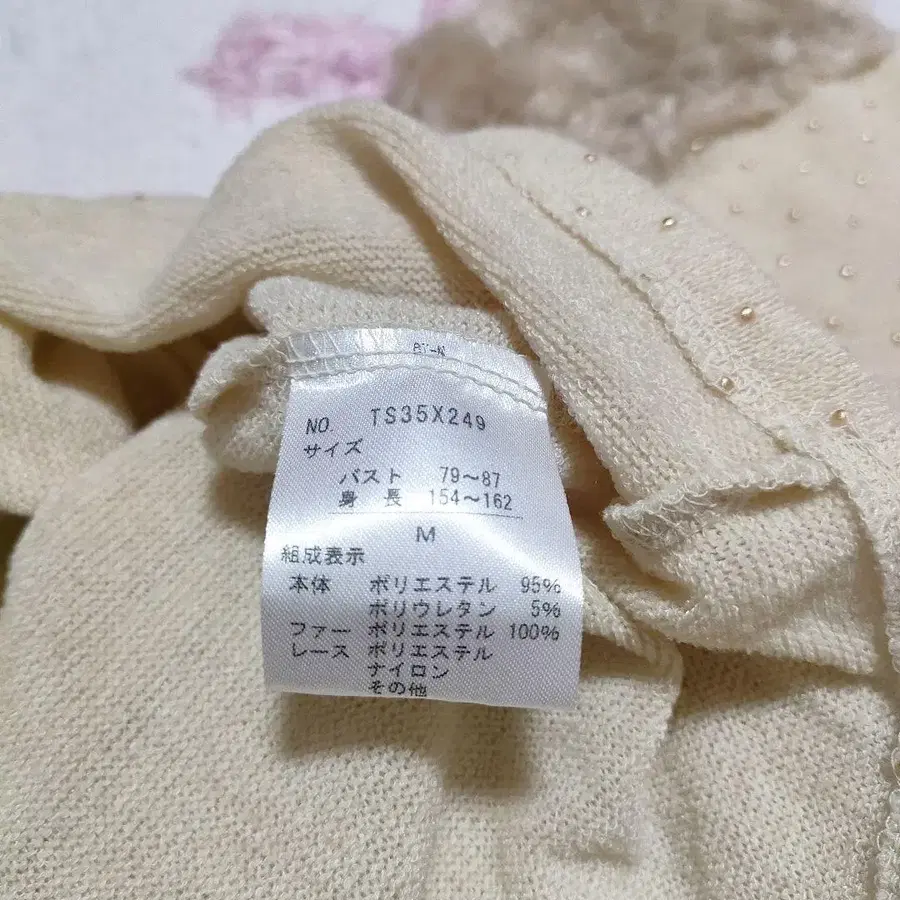 NO. TS35X249
サイズ
バスト 79～87
身長 154～162
M
組成表示
本体 ポリエステル 95%
ポリウレタン 5%
ファー ポリエステル 100%
レース ポリエステル
ナイロン
その他